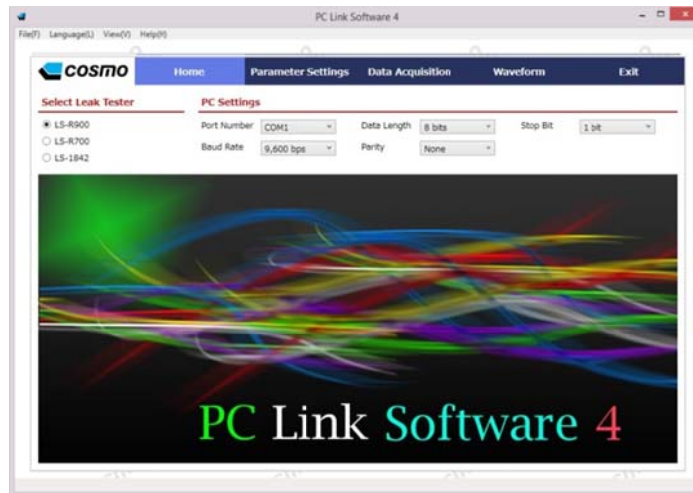 PC Link Software 4
File(F) Language(L) View(V) Help(H)
COSMO Home Parameter Settings Data Acquisition Waveform Exit
Select Leak Tester PC Settings
LS-R900 Port Number COM1 Data Length 8 bits Stop Bit 1 bit
LS-R700 Baud Rate 9,600 bps Parity None
LS-1842
PC Link Software 4